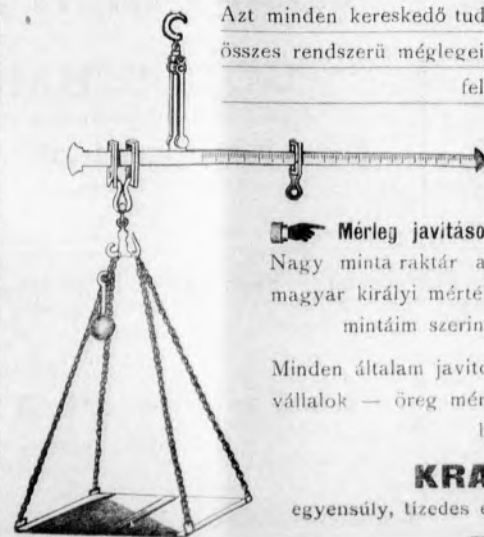 Azt minden kereskedő tud
összes rendszerü méglegei
fel
Mérleg javitáso
Nagy minta raktár a
magyar királyi mérté
mintáim szerin
Minden általam javito
vállalok — öreg mér
KRA
egyensúly, tizedes é